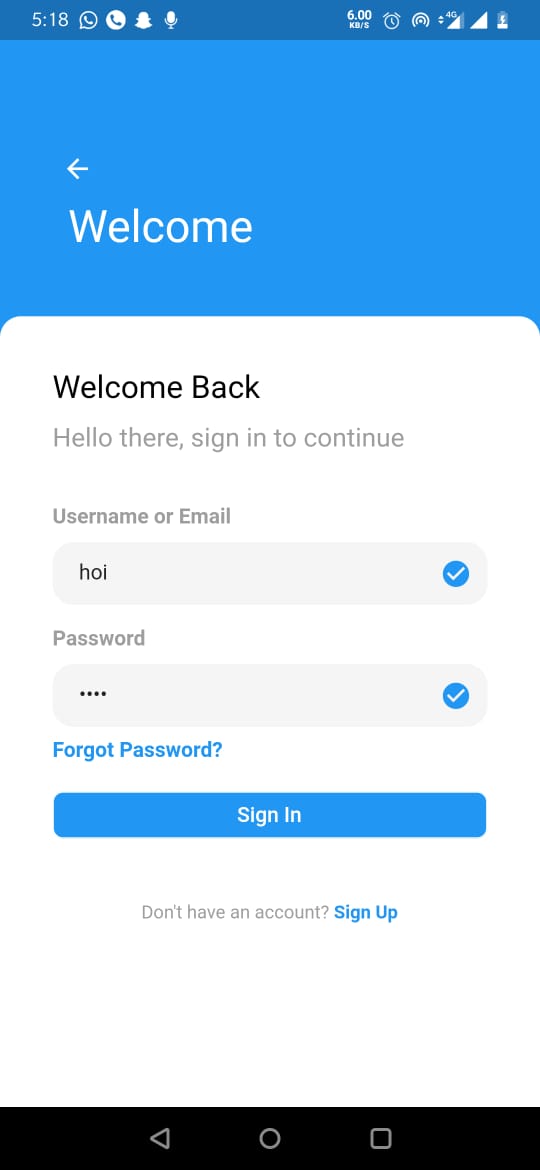 5:18 6.00 KB/S 4G
Welcome
Welcome Back
Hello there, sign in to continue
Username or Email
hoi
Password
••••
Forgot Password?
Sign In
Don't have an account? Sign Up